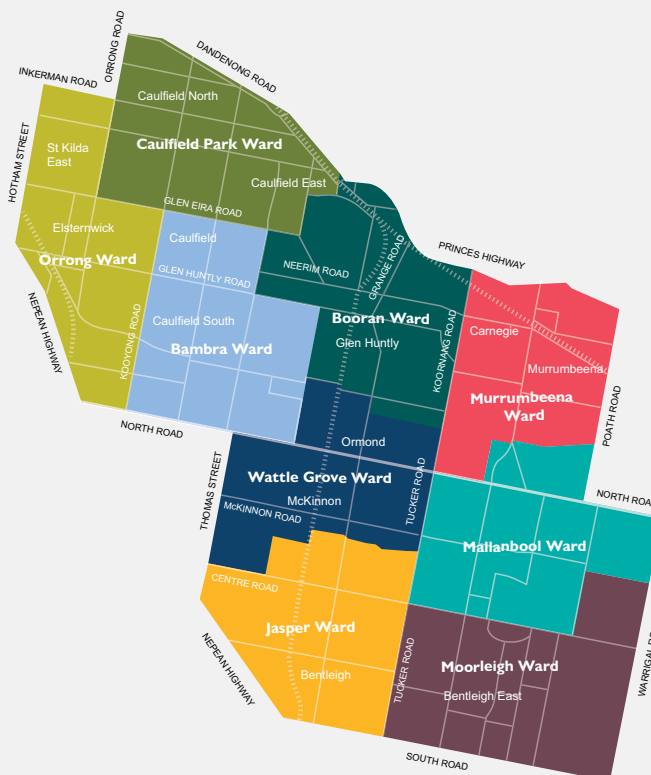 ORRONG ROAD
DANDENONG ROAD
INKERMAN ROAD
Caulfield North
HOTHAM STREET
St Kilda
East
Caulfield Park Ward
Caulfield East
GLEN EIRA ROAD
Elsternwick
Caulfield
Orrong Ward
GLEN HUNTLY ROAD
NEERIM ROAD
GRANGE ROAD
PRINCES HIGHWAY
NEPEAN HIGHWAY
KOOYONG ROAD
Caulfield South
Bambra Ward
Booran Ward
Glen Huntly
KOORNANG ROAD
Carnegie
Murrumbeena
Murrumbeena
Ward
POATH ROAD
NORTH ROAD
Ormond
THOMAS STREET
Wattle Grove Ward
McKinnon
McKINNON ROAD
TUCKER ROAD
NORTH ROA
Mallanbool Ward
CENTRE ROAD
Jasper Ward
NEPEAN HIGHWAY
Bentleigh
TUCKER ROAD
Moorleigh Ward
Bentleigh East
WARRIGAL
SOUTH ROAD